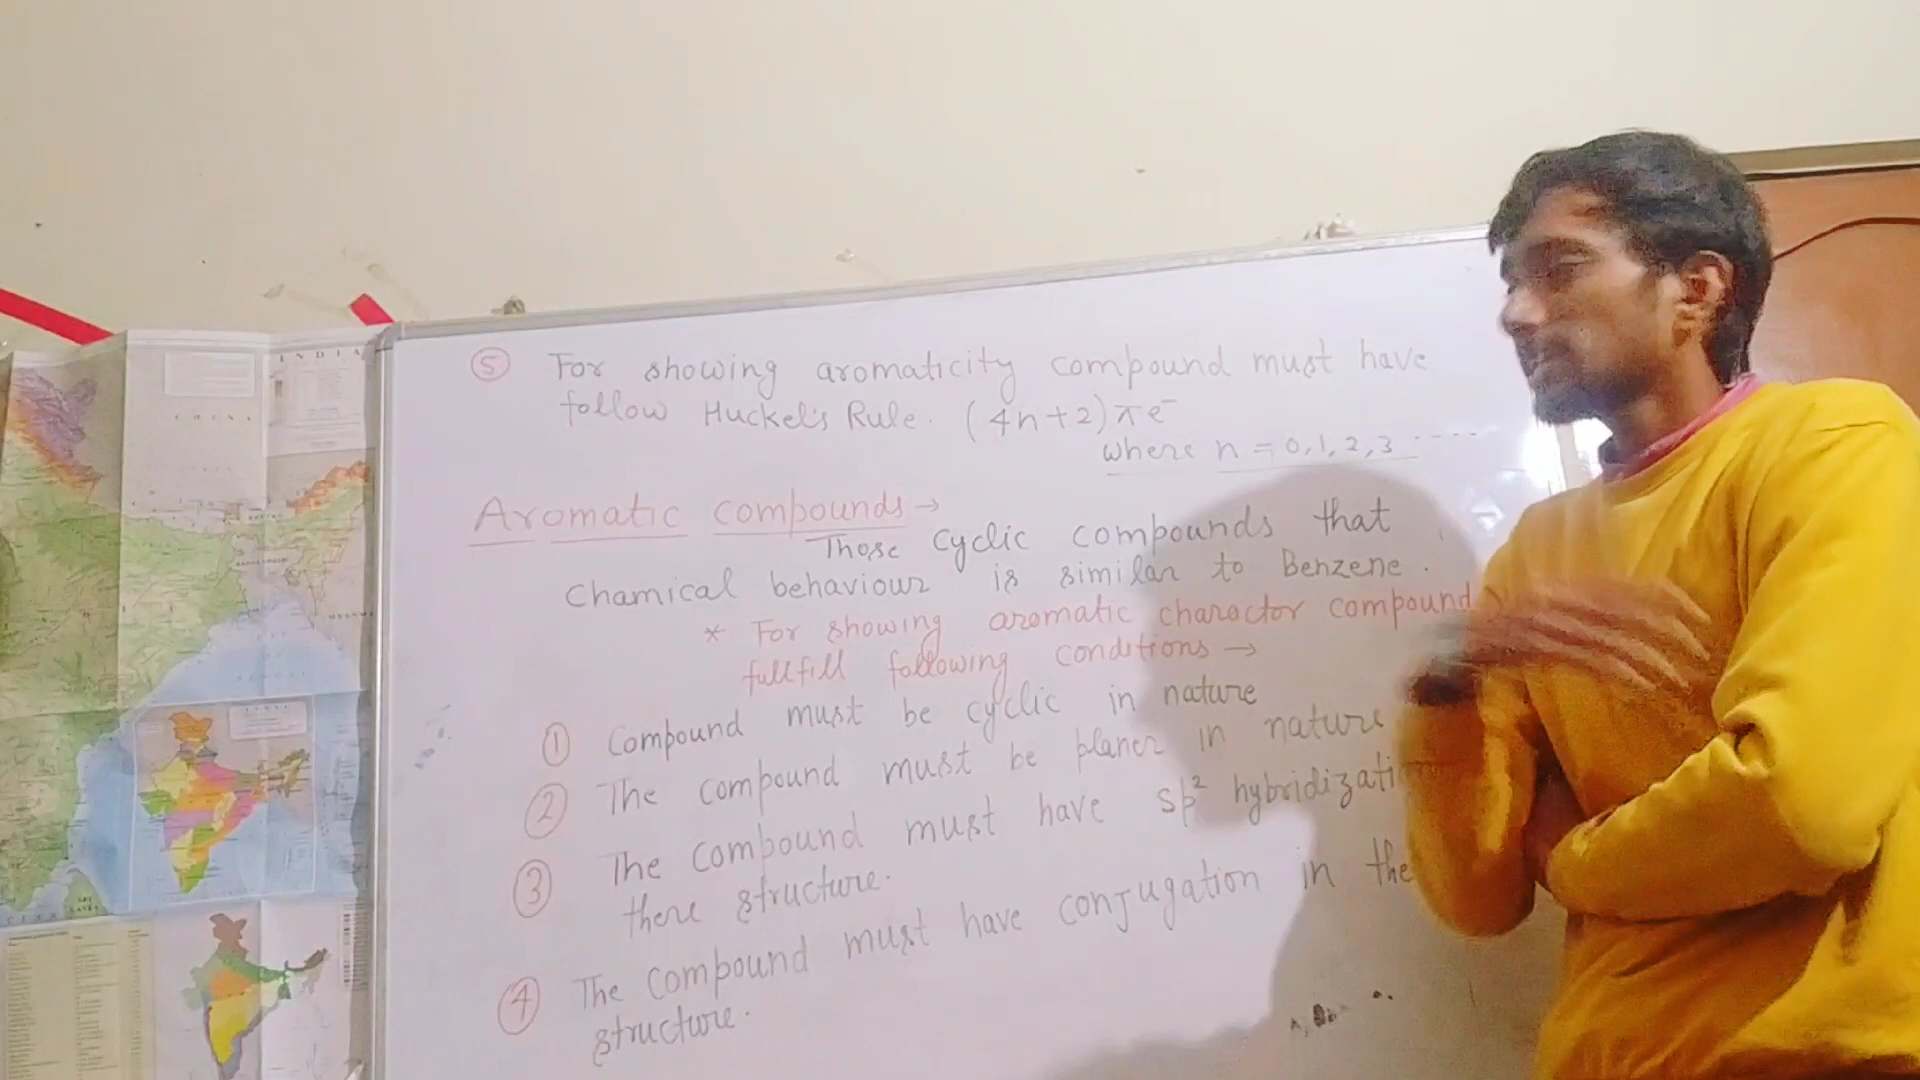 5 For showing aromaticity compound must have
follow Huckel's Rule. (4n+2)πe⁻
where n = 0,1,2,3 ------
Aromatic compounds →
Those cyclic compounds that
Chamical behaviour is similar to Benzene.
* For showing aromatic charactor compound
fullfill following conditions →
1 Compound must be cyclic in nature
2 The compound must be planer in nature
3 The compound must have sp² hybridization
there structure.
4 The compound must have conjugation in the
structure.
INDIA
CHINA